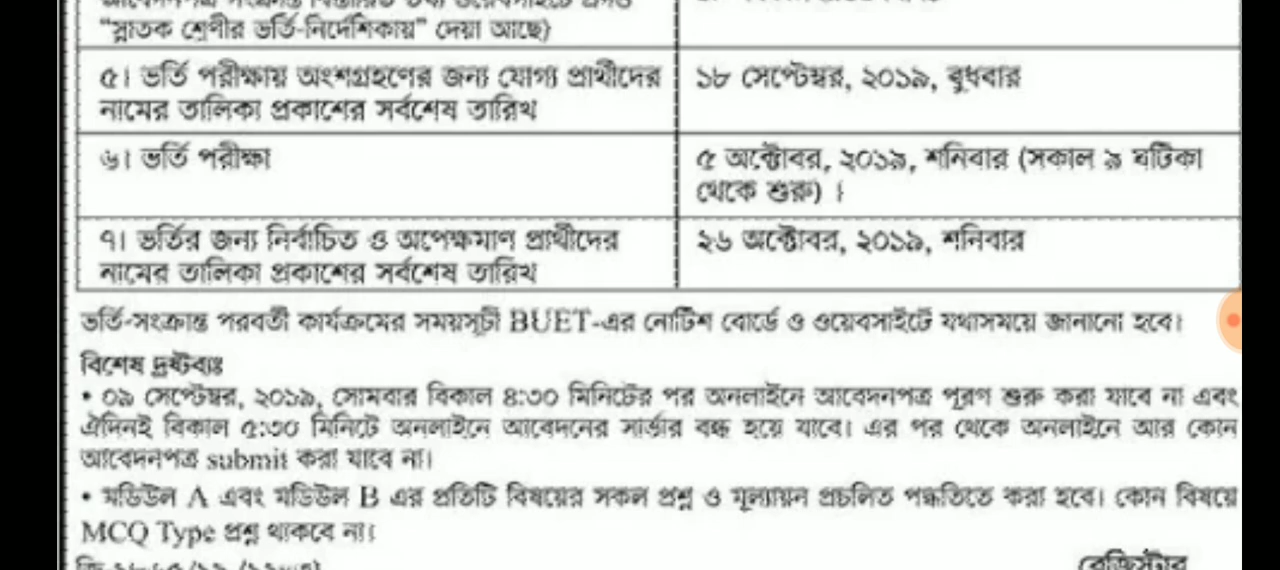 “স্নাতক শ্রেণীর ভর্তি-নির্দেশিকায়” দেয়া আছে)
৫। ভর্তি পরীক্ষায় অংশগ্রহণের জন্য যোগ্য প্রার্থীদের
নামের তালিকা প্রকাশের সর্বশেষ তারিখ
১৮ সেপ্টেম্বর, ২০১৯, বুধবার
৬। ভর্তি পরীক্ষা
৫ অক্টোবর, ২০১৯, শনিবার (সকাল ৯ ঘটিকা
থেকে শুরু) ।
৭। ভর্তির জন্য নির্বাচিত ও অপেক্ষমাণ প্রার্থীদের
নামের তালিকা প্রকাশের সর্বশেষ তারিখ
২৬ অক্টোবর, ২০১৯, শনিবার
ভর্তি-সংক্রান্ত পরবর্তী কার্যক্রমের সময়সূচী BUET-এর নোটিশ বোর্ডে ও ওয়েবসাইটে যথাসময়ে জানানো হবে।
বিশেষ দ্রষ্টব্যঃ
• ০৯ সেপ্টেম্বর, ২০১৯, সোমবার বিকাল ৪:৩০ মিনিটের পর অনলাইনে আবেদনপত্র পূরণ শুরু করা যাবে না এবং
ঐদিনই বিকাল ৫:৩০ মিনিটে অনলাইনে আবেদনের সার্ভার বন্ধ হয়ে যাবে। এর পর থেকে অনলাইনে আর কোন
আবেদনপত্র submit করা যাবে না।
• মডিউল A এবং মডিউল B এর প্রতিটি বিষয়ের সকল প্রশ্ন ও মূল্যায়ন প্রচলিত পদ্ধতিতে করা হবে। কোন বিষয়ে
MCQ Type প্রশ্ন থাকবে না।
রেজিস্ট্রার